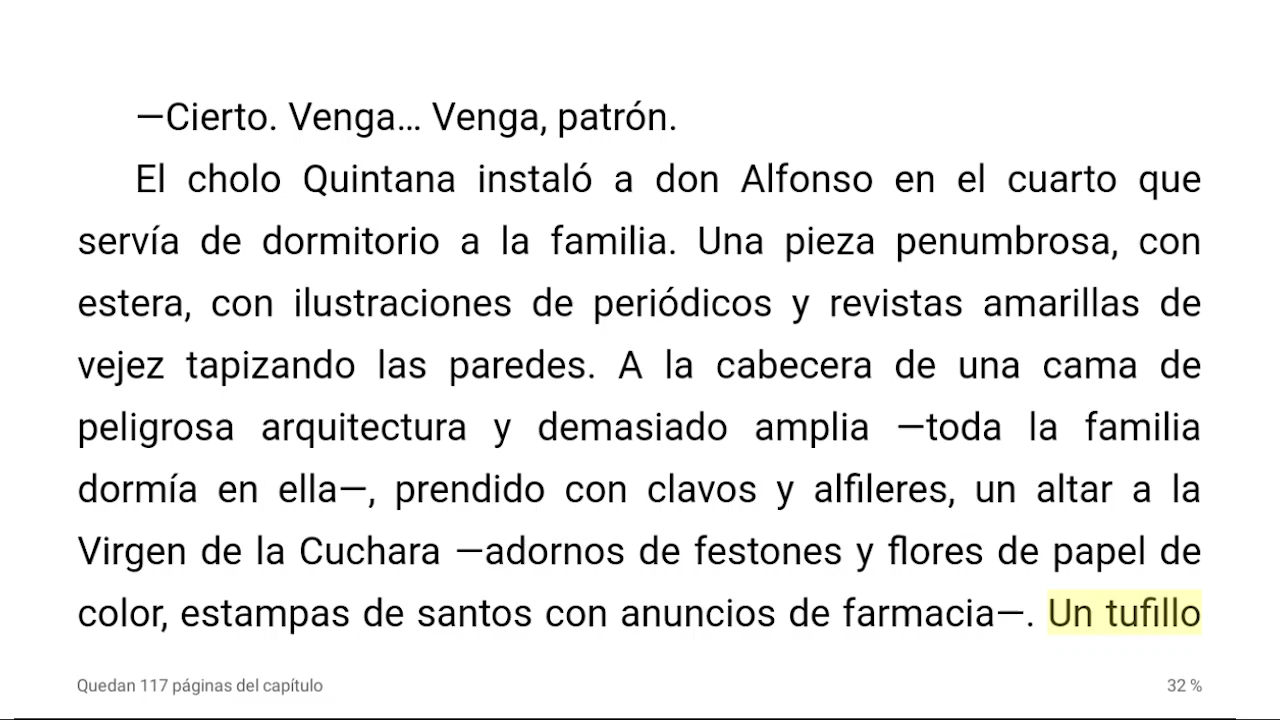 —Cierto. Venga... Venga, patrón.
El cholo Quintana instaló a don Alfonso en el cuarto que
servía de dormitorio a la familia. Una pieza penumbrosa, con
estera, con ilustraciones de periódicos y revistas amarillas de
vejez tapizando las paredes. A la cabecera de una cama de
peligrosa arquitectura y demasiado amplia —toda la familia
dormía en ella—, prendido con clavos y alfileres, un altar a la
Virgen de la Cuchara —adornos de festones y flores de papel de
color, estampas de santos con anuncios de farmacia—. Un tufillo
Quedan 117 páginas del capítulo
32 %